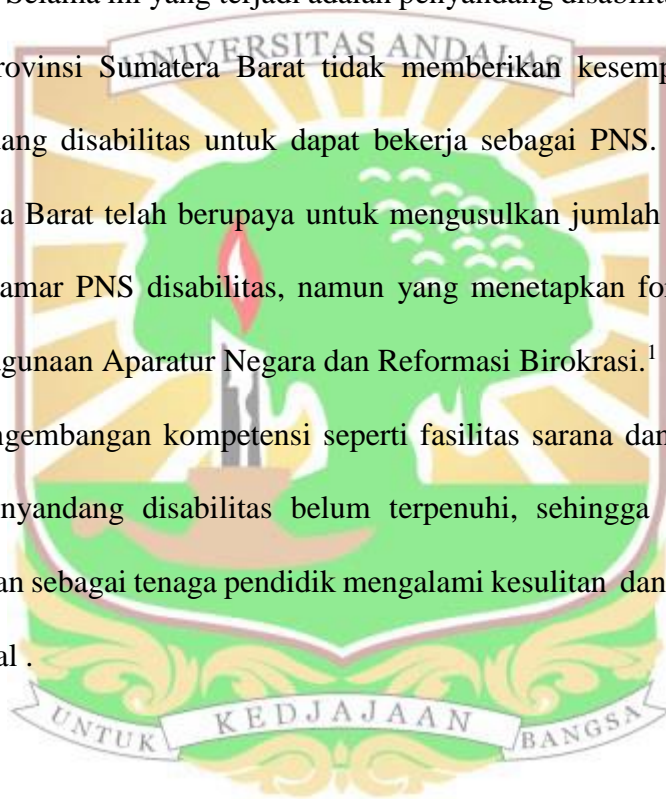 Selama ini yang terjadi adalah penyandang disabilita
UNIVERSITAS ANDALAS
rovinsi Sumatera Barat tidak memberikan kesemp
dang disabilitas untuk dapat bekerja sebagai PNS.
a Barat telah berupaya untuk mengusulkan jumlah
amar PNS disabilitas, namun yang menetapkan for
gunaan Aparatur Negara dan Reformasi Birokrasi.1
ngembangan kompetensi seperti fasilitas sarana dan
nyandang disabilitas belum terpenuhi, sehingga
an sebagai tenaga pendidik mengalami kesulitan dan
al .
UNTUK KEDJAJAAN BANGSA